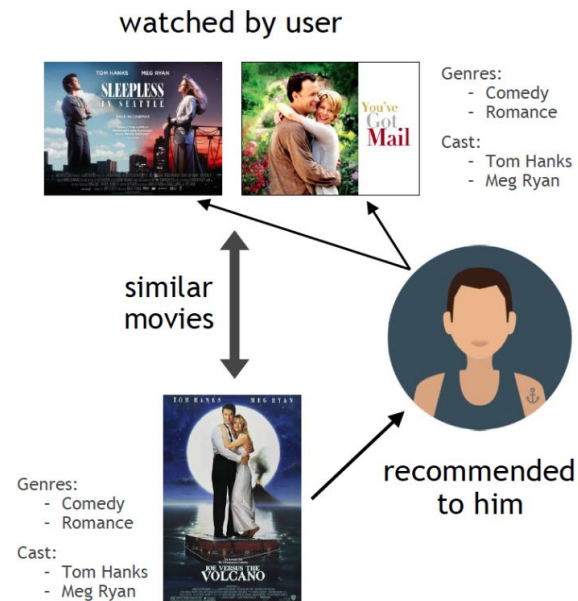 watched by user
TOM HANKS MEG RYAN
SLEEPLESS
IN SEATTLE
You've
Got
Mail
Genres:
- Comedy
- Romance
Cast:
- Tom Hanks
- Meg Ryan
similar
movies
TOM HANKS MEG RYAN
JOE VERSUS THE
VOLCANO
Genres:
- Comedy
- Romance
Cast:
- Tom Hanks
- Meg Ryan
recommended
to him